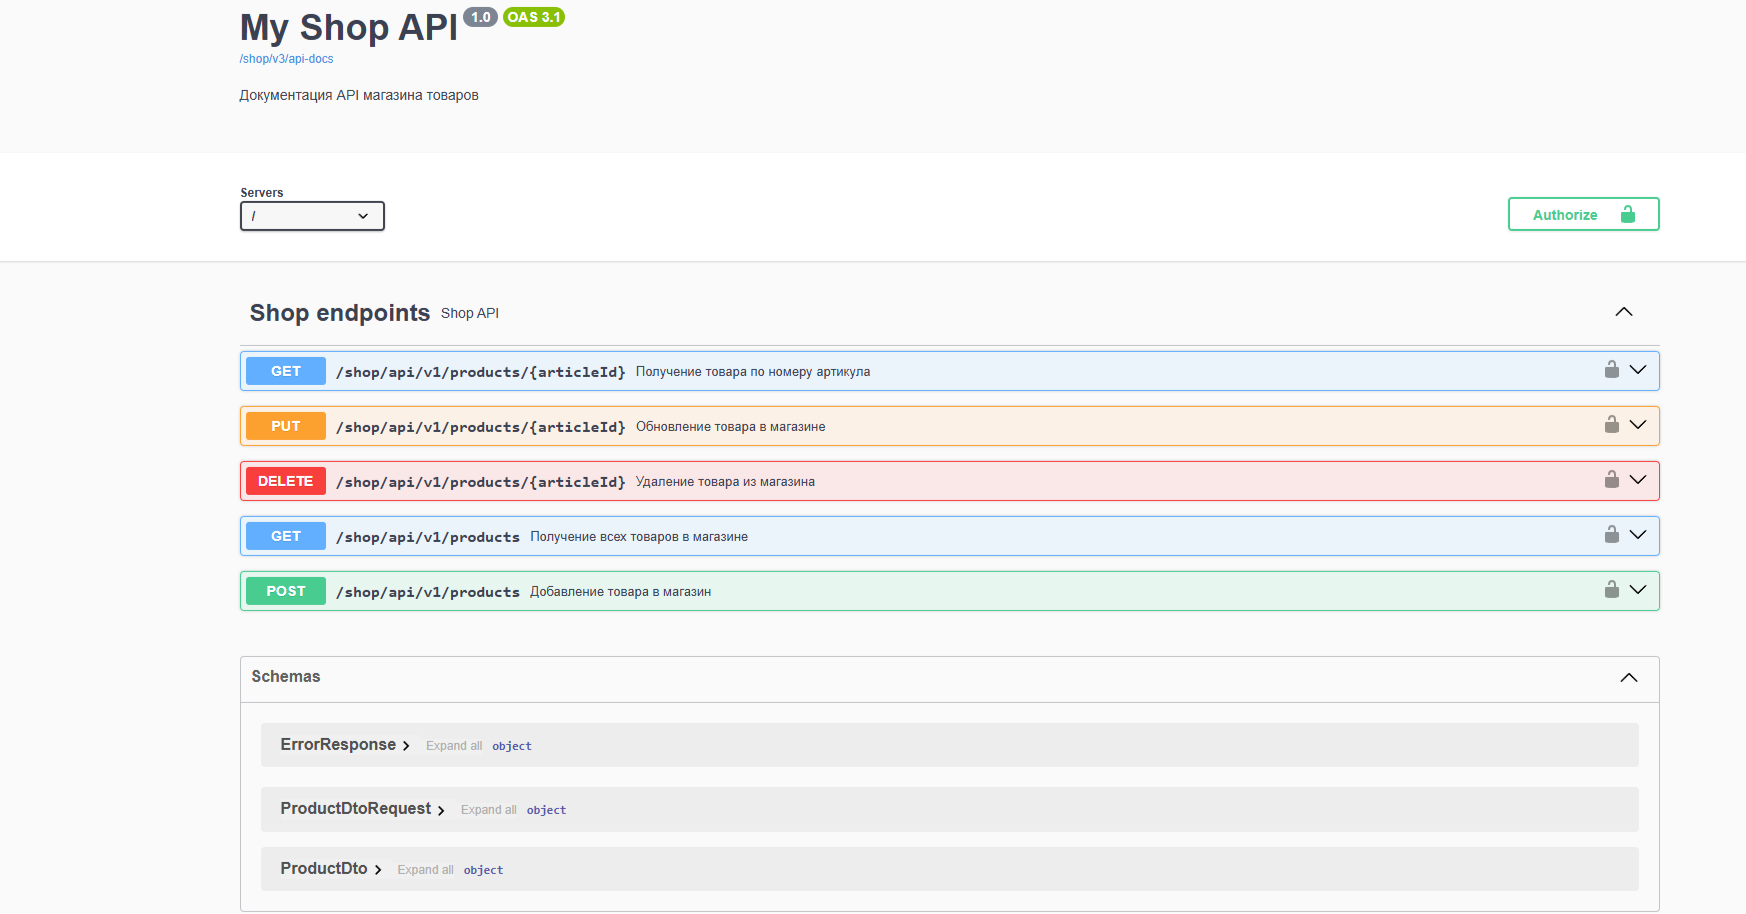 My Shop API 1.0 OAS 3.1
/shop/v3/api-docs
Документация API магазина товаров
Servers
/
Authorize
Shop endpoints Shop API
GET /shop/api/v1/products/{articleId} Получение товара по номеру артикула
PUT /shop/api/v1/products/{articleId} Обновление товара в магазине
DELETE /shop/api/v1/products/{articleId} Удаление товара из магазина
GET /shop/api/v1/products Получение всех товаров в магазине
POST /shop/api/v1/products Добавление товара в магазин
Schemas
ErrorResponse Expand all object
ProductDtoRequest Expand all object
ProductDto Expand all object